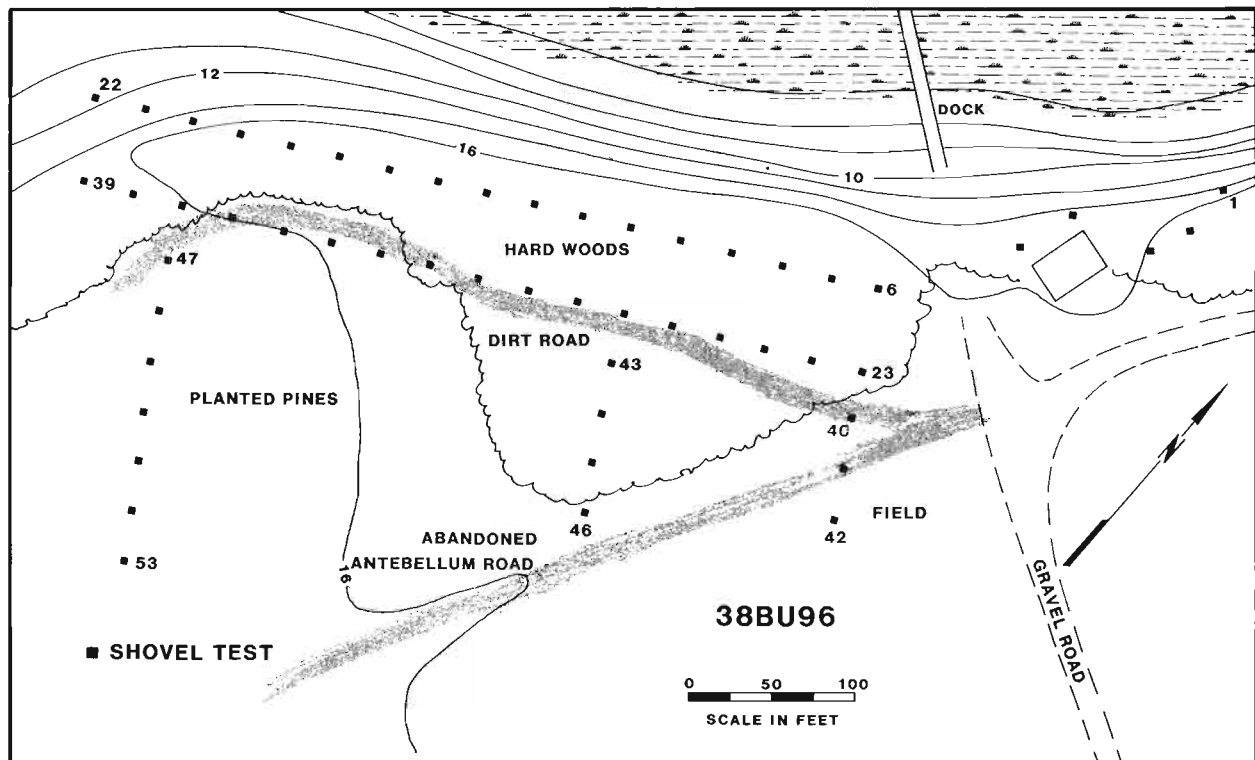 22
12
DOCK
16
10
39
1
HARD WOODS
47
6
DIRT ROAD
43
23
PLANTED PINES
40
FIELD
46
42
ABANDONED
ANTEBELLUM ROAD
53
16
GRAVEL ROAD
38BU96
SHOVEL TEST
0 50 100
SCALE IN FEET